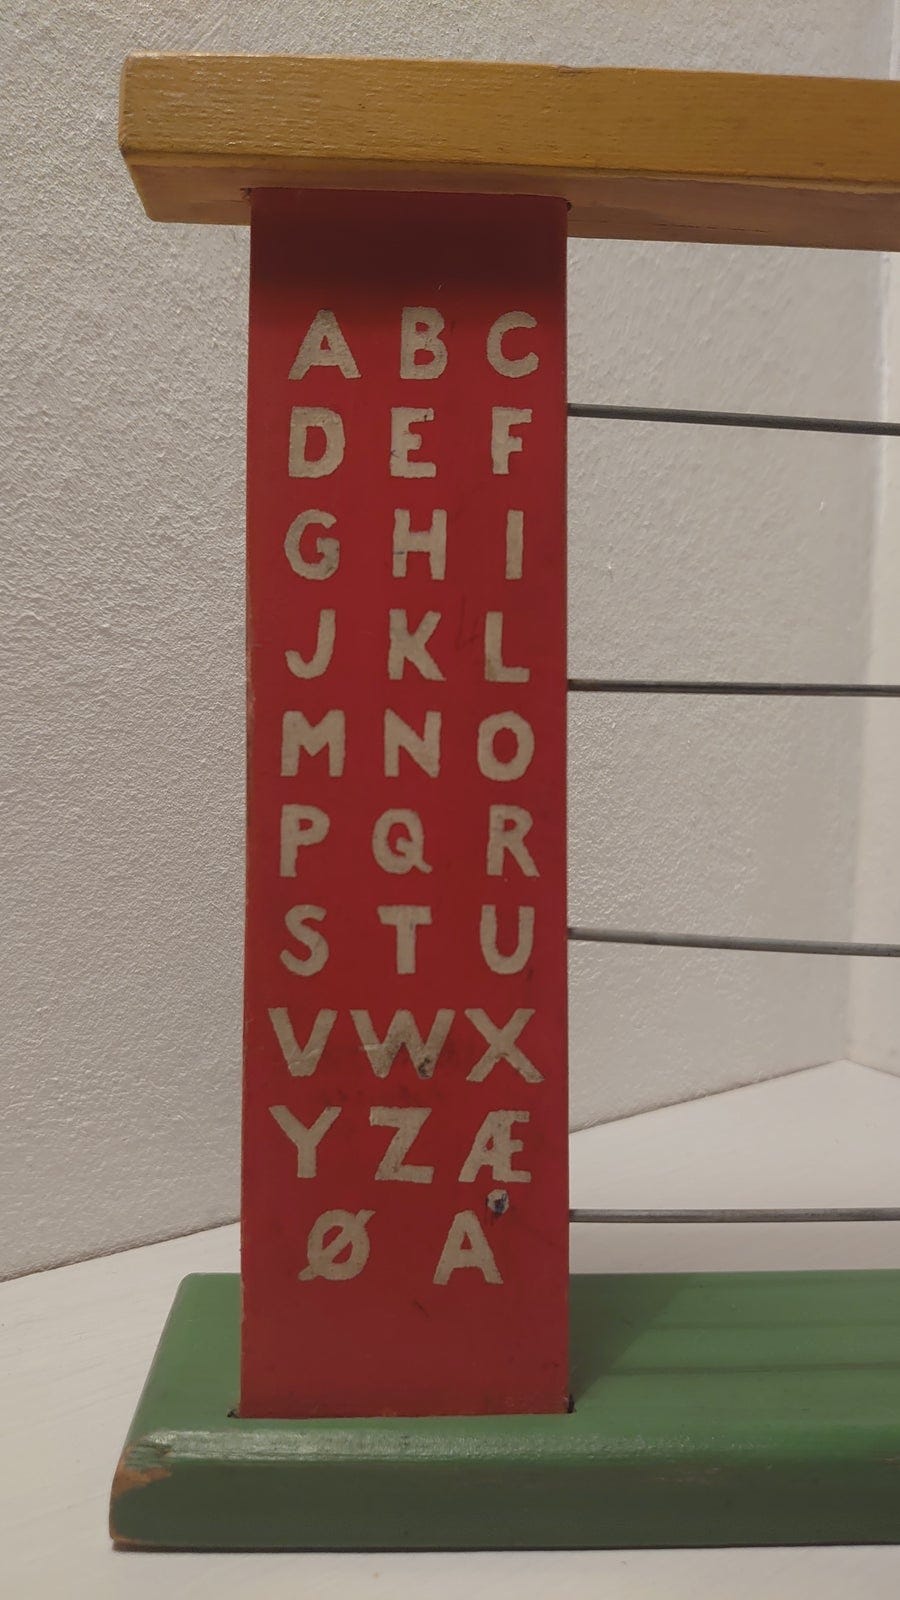 A B C
D E F
G H I
J K L
M N O
P Q R
S T U
V W X
Y Z Æ
Ø Å